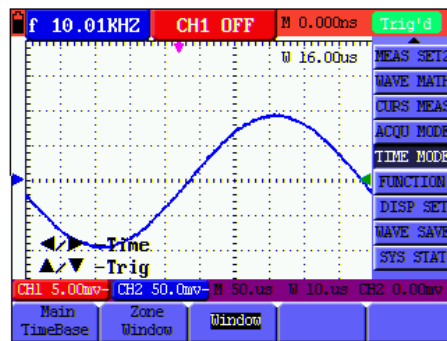 f 10.01KHZ CH1 OFF M 0.000ns Trig'd
W 16.00us
MEAS SET2
WAVE MATH
CURS MEAS
ACQU MODE
TIME MODE
FUNCTION
DISP SET
WAVE SAVE
SYS STAT
◀/▶ -Time
▲/▼ -Trig
CH1 5.00mv- CH2 50.0mv- M 50.us W 10.us CH2 0.00mv
Main TimeBase
Zone Window
Window